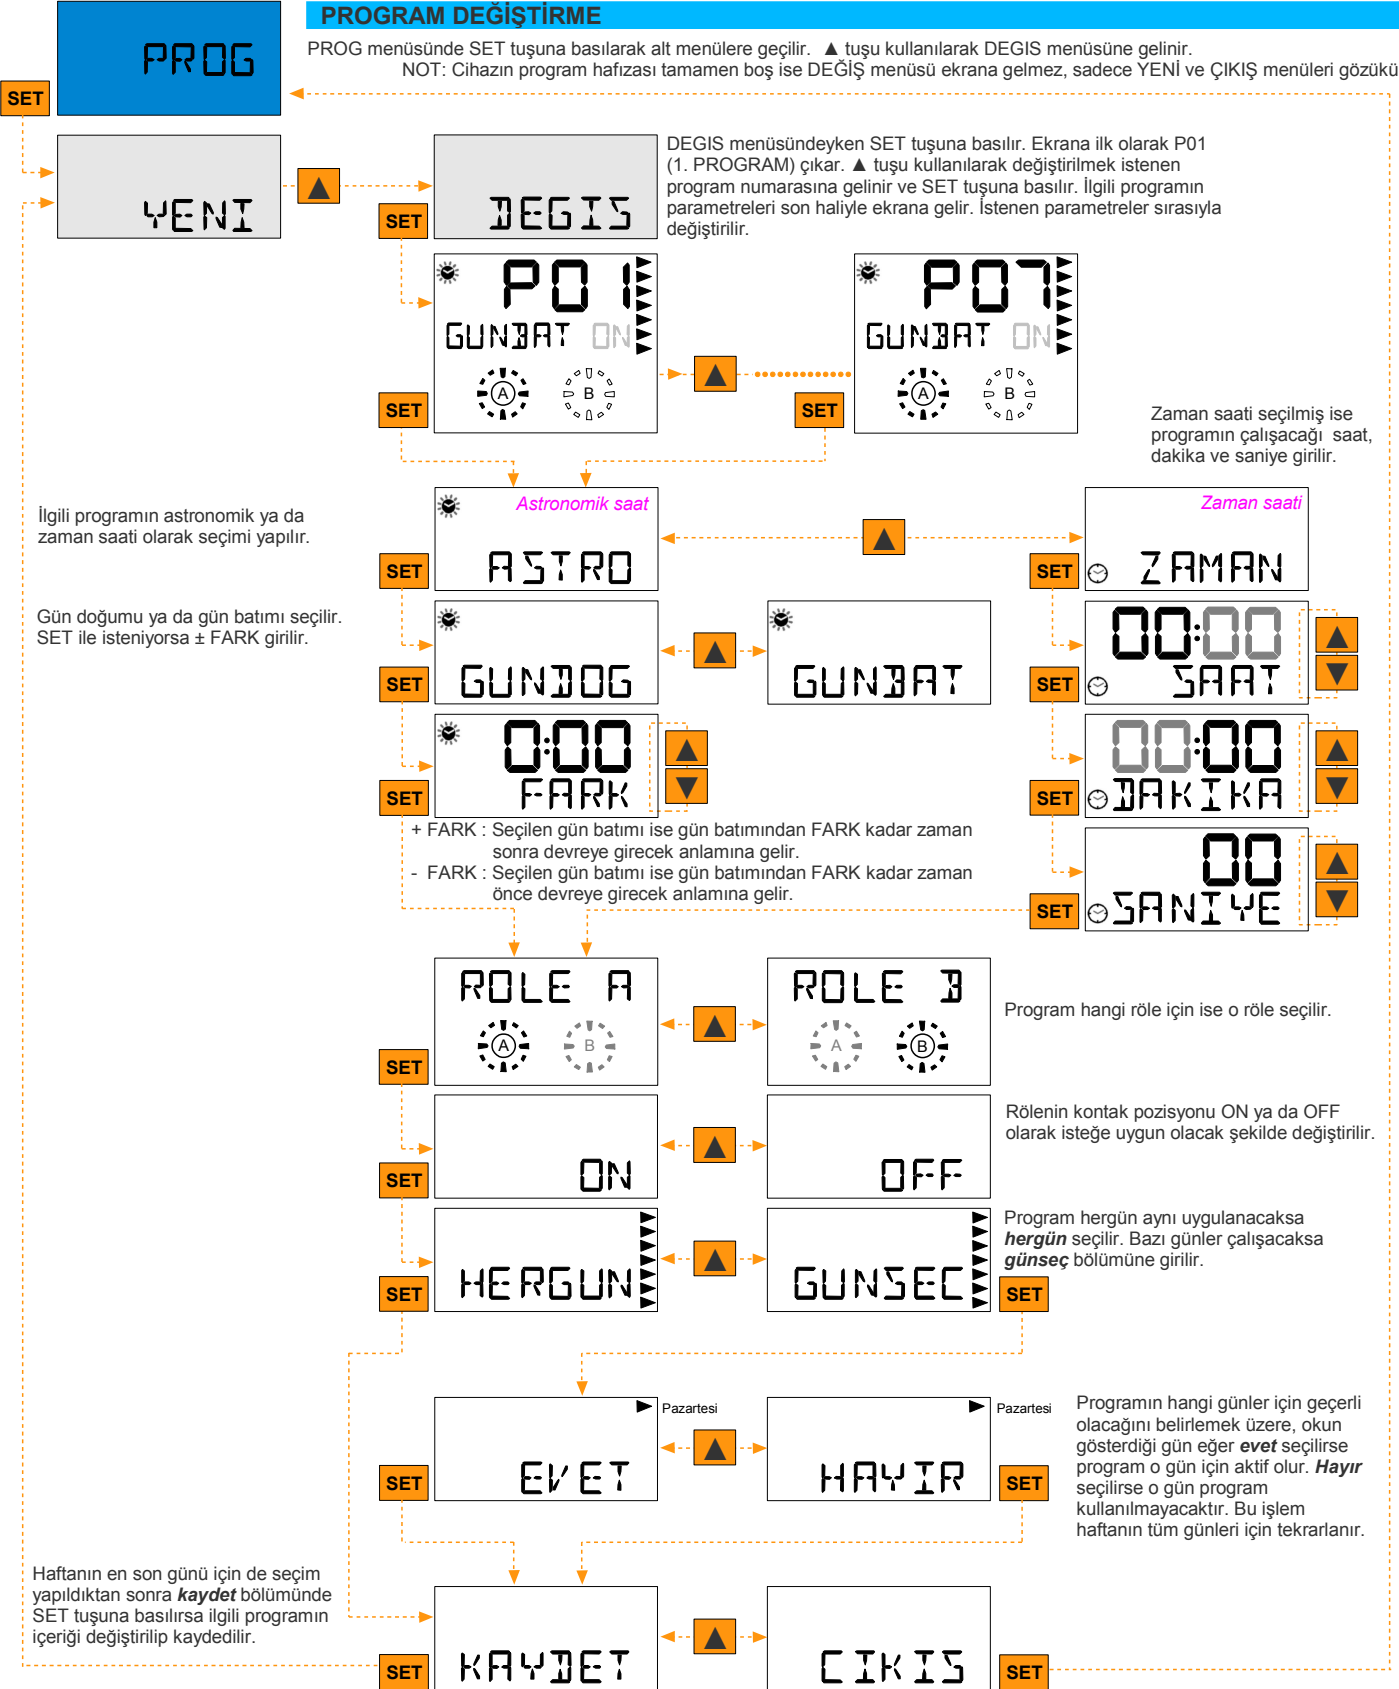 PROGRAM DEĞİŞTİRME
PROG
PROG menüsünde SET tuşuna basılarak alt menülere geçilir. ▲ tuşu kullanılarak DEGIS menüsüne gelinir.
NOT: Cihazın program hafızası tamamen boş ise DEĞİŞ menüsü ekrana gelmez, sadece YENİ ve ÇIKIŞ menüleri gözükü
SET
YENI
▲
SET
DEGIS
DEGIS menüsündeyken SET tuşuna basılır. Ekrana ilk olarak P01
(1. PROGRAM) çıkar. ▲ tuşu kullanılarak değiştirilmek istenen
program numarasına gelinir ve SET tuşuna basılır. İlgili programın
parametreleri son haliyle ekrana gelir. İstenen parametreler sırasıyla
değiştirilir.
P01
GUNBAT ON
A B
SET
▲
P07
GUNBAT ON
A B
SET
Zaman saati seçilmiş ise
programın çalışacağı saat,
dakika ve saniye girilir.
İlgili programın astronomik ya da
zaman saati olarak seçimi yapılır.
Astronomik saat
ASTRO
SET
▲
Zaman saati
ZAMAN
SET
Gün doğumu ya da gün batımı seçilir.
SET ile isteniyorsa ± FARK girilir.
GUNDOG
SET
▲
GUNBAT
00:00
SAAT
SET
▲
▼
0:00
FARK
SET
▲
▼
00:00
DAKIKA
SET
▲
▼
+ FARK : Seçilen gün batımı ise gün batımından FARK kadar zaman
sonra devreye girecek anlamına gelir.
- FARK : Seçilen gün batımı ise gün batımından FARK kadar zaman
önce devreye girecek anlamına gelir.
00
SANIYE
SET
▲
▼
ROLE A
A B
SET
▲
ROLE B
A B
Program hangi röle için ise o röle seçilir.
ON
SET
▲
OFF
Rölenin kontak pozisyonu ON ya da OFF
olarak isteğe uygun olacak şekilde değiştirilir.
HERGUN
SET
▲
GUNSEC
SET
Program hergün aynı uygulanacaksa
hergün seçilir. Bazı günler çalışacaksa
günseç bölümüne girilir.
Pazartesi
EVET
SET
▲
Pazartesi
HAYIR
SET
Programın hangi günler için geçerli
olacağını belirlemek üzere, okun
gösterdiği gün eğer evet seçilirse
program o gün için aktif olur. Hayır
seçilirse o gün program
kullanılmayacaktır. Bu işlem
haftanın tüm günleri için tekrarlanır.
Haftanın en son günü için de seçim
yapıldıktan sonra kaydet bölümünde
SET tuşuna basılırsa ilgili programın
içeriği değiştirilip kaydedilir.
SET
KAYDET
▲
CIKIS
SET